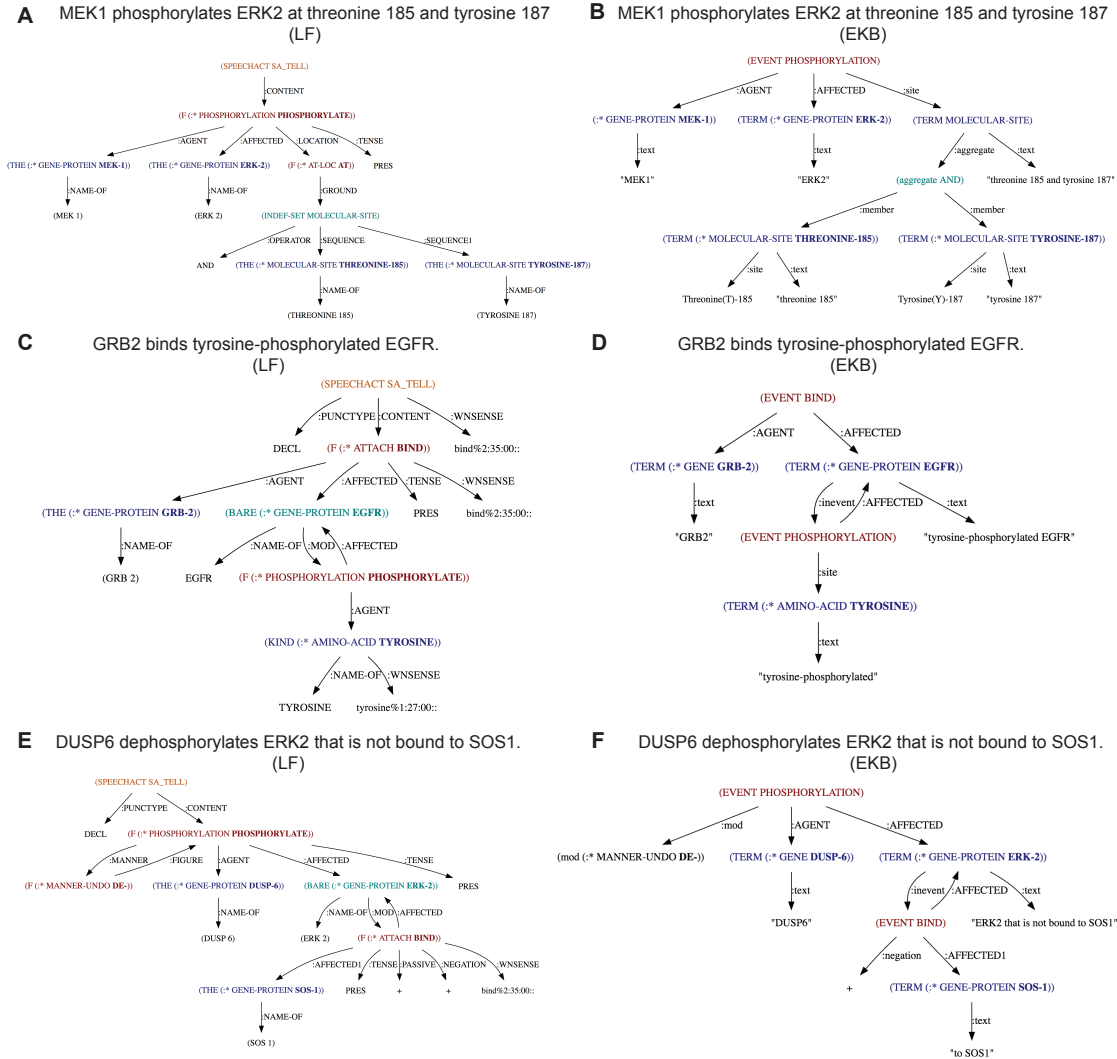 A MEK1 phosphorylates ERK2 at threonine 185 and tyrosine 187
(LF)
(SPEECHACT SA_TELL)
:CONTENT
(F (:* PHOSPHORYLATION PHOSPHORYLATE))
:AGENT :AFFECTED :LOCATION :TENSE
(THE (:* GENE-PROTEIN MEK-1)) (THE (:* GENE-PROTEIN ERK-2)) (F (:* AT-LOC AT)) PRES
:NAME-OF :NAME-OF :GROUND
(MEK 1) (ERK 2) (INDEF-SET MOLECULAR-SITE)
:OPERATOR :SEQUENCE :SEQUENCE1
AND (THE (:* MOLECULAR-SITE THREONINE-185)) (THE (:* MOLECULAR-SITE TYROSINE-187))
:NAME-OF :NAME-OF
(THREONINE 185) (TYROSINE 187)
B MEK1 phosphorylates ERK2 at threonine 185 and tyrosine 187
(EKB)
(EVENT PHOSPHORYLATION)
:AGENT :AFFECTED :site
(:* GENE-PROTEIN MEK-1) (TERM (:* GENE-PROTEIN ERK-2) (TERM MOLECULAR-SITE)
:text :text :aggregate :text
"MEK1" "ERK2" (aggregate AND) "threonine 185 and tyrosine 187"
:member :member
(TERM (:* MOLECULAR-SITE THREONINE-185)) (TERM (:* MOLECULAR-SITE TYROSINE-187))
:site :text :site :text
Threonine(T)-185 "threonine 185" Tyrosine(Y)-187 "tyrosine 187"
C GRB2 binds tyrosine-phosphorylated EGFR.
(LF)
(SPEECHACT SA_TELL)
:PUNCTYPE :CONTENT :WNSENSE
DECL (F (:* ATTACH BIND)) bind%2:35:00::
:AGENT :AFFECTED :TENSE :WNSENSE
(THE (:* GENE-PROTEIN GRB-2)) (BARE (:* GENE-PROTEIN EGFR)) PRES bind%2:35:00::
:NAME-OF :NAME-OF :MOD :AFFECTED
(GRB 2) EGFR (F (:* PHOSPHORYLATION PHOSPHORYLATE))
:AGENT
(KIND (:* AMINO-ACID TYROSINE))
:NAME-OF :WNSENSE
TYROSINE tyrosine%1:27:00::
D GRB2 binds tyrosine-phosphorylated EGFR.
(EKB)
(EVENT BIND)
:AGENT :AFFECTED
(TERM (:* GENE GRB-2)) (TERM (:* GENE-PROTEIN EGFR))
:text :inevent :AFFECTED :text
"GRB2" (EVENT PHOSPHORYLATION) "tyrosine-phosphorylated EGFR"
:site
(TERM (:* AMINO-ACID TYROSINE))
:text
"tyrosine-phosphorylated"
E DUSP6 dephosphorylates ERK2 that is not bound to SOS1.
(LF)
(SPEECHACT SA_TELL)
:PUNCTYPE :CONTENT
DECL (F (:* PHOSPHORYLATION PHOSPHORYLATE))
:MANNER :FIGURE :AGENT :AFFECTED :TENSE
(F (:* MANNER-UNDO DE-)) (THE (:* GENE-PROTEIN DUSP-6)) (BARE (:* GENE-PROTEIN ERK-2)) PRES
:NAME-OF :NAME-OF :MOD :AFFECTED
(DUSP 6) (ERK 2) (F (:* ATTACH BIND))
:AFFECTED1 :TENSE :PASSIVE :NEGATION :WNSENSE
(THE (:* GENE-PROTEIN SOS-1)) PRES + + bind%2:35:00::
:NAME-OF
(SOS 1)
F DUSP6 dephosphorylates ERK2 that is not bound to SOS1.
(EKB)
(EVENT PHOSPHORYLATION)
:mod :AGENT :AFFECTED
(mod (:* MANNER-UNDO DE-)) (TERM (:* GENE DUSP-6) (TERM (:* GENE-PROTEIN ERK-2))
:text :inevent :AFFECTED :text
"DUSP6" (EVENT BIND) "ERK2 that is not bound to SOS1"
:negation :AFFECTED1
+ (TERM (:* GENE-PROTEIN SOS-1))
:text
"to SOS1"